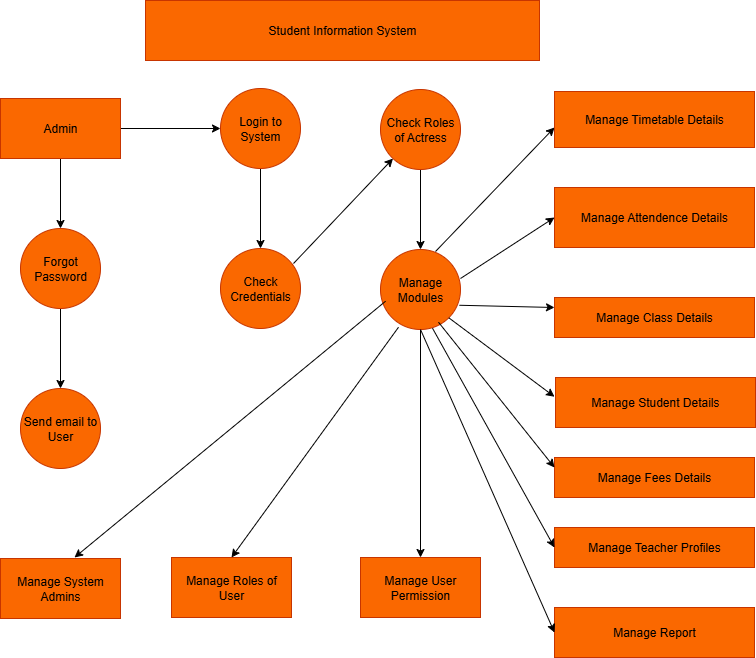 Student Information System
Admin
Login to
System
Check Roles
of Actress
Manage Timetable Details
Manage Attendence Details
Forgot
Password
Check
Credentials
Manage
Modules
Manage Class Details
Manage Student Details
Send email to
User
Manage Fees Details
Manage Teacher Profiles
Manage System
Admins
Manage Roles of
User
Manage User
Permission
Manage Report